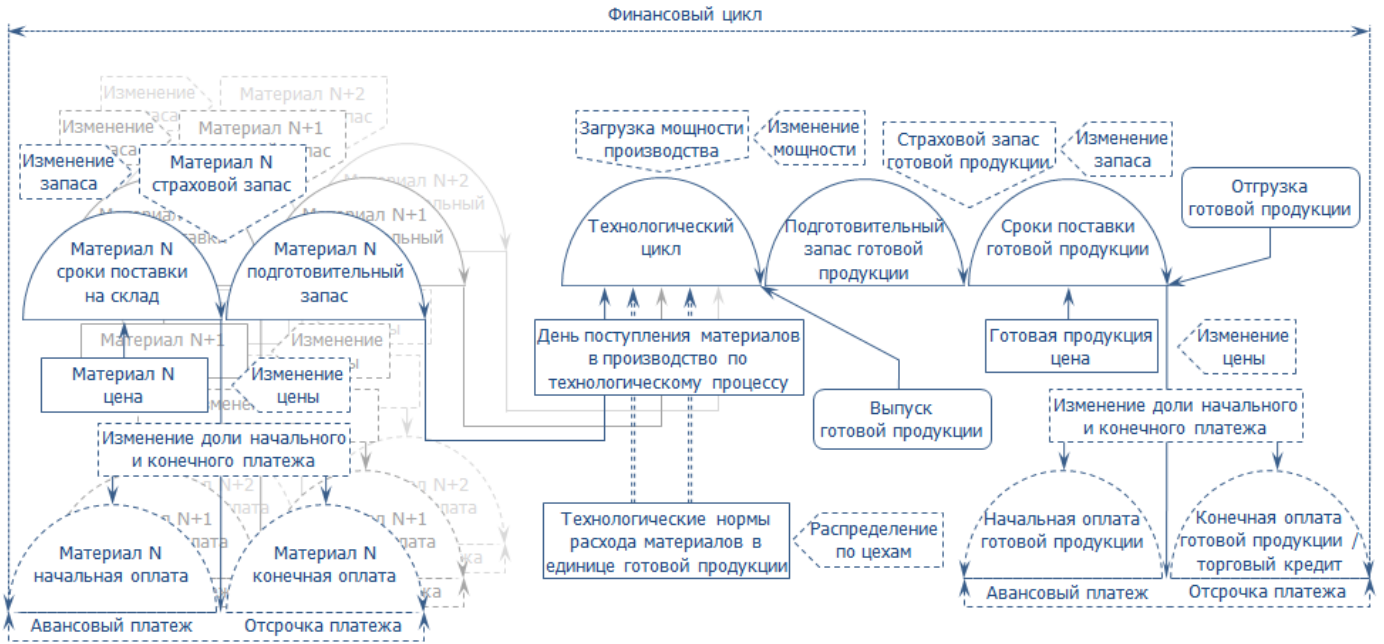 Финансовый цикл
Изменение
Материал N+2
Изменение
Материал N+1
Изменение
запаса
Материал N
страховой запас
Загрузка мощности
производства
Изменение
мощности
Страховой запас
готовой продукции
Изменение
запаса
Отгрузка
готовой продукции
Материал N+2
Материал N+1
Материал N
сроки поставки
на склад
Материал N
подготовительный
запас
Технологический
цикл
Подготовительный
запас готовой
продукции
Сроки поставки
готовой продукции
Материал N+1
Изменение
Материал N
цена
Изменение
цены
День поступления материалов
в производство по
технологическому процессу
Готовая продукция
цена
Изменение
цены
Выпуск
готовой продукции
Изменение доли начального
и конечного платежа
Изменение доли начального
и конечного платежа
N+1
N+2
Материал N+1
Материал N
начальная оплата
Материал N
конечная оплата
Технологические нормы
расхода материалов в
единице готовой продукции
Распределение
по цехам
Начальная оплата
готовой продукции
Конечная оплата
готовой продукции /
торговый кредит
Авансовый платеж
Отсрочка платежа
Авансовый платеж
Отсрочка платежа